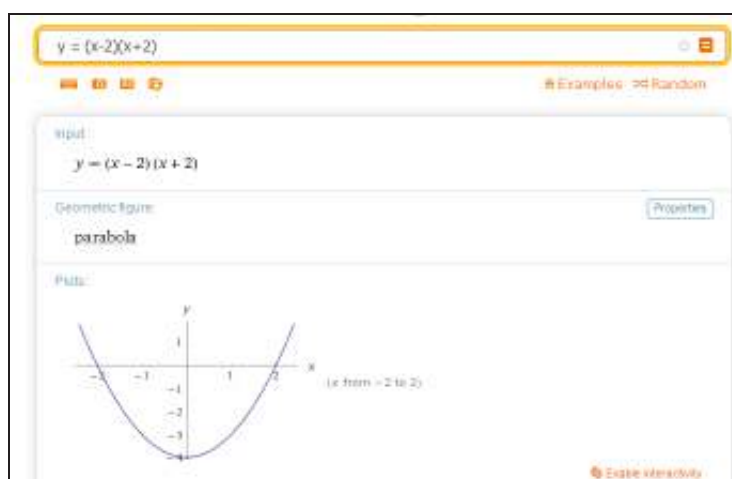 y = (x-2)(x+2)
Examples Random
Input:
y = (x − 2)(x + 2)
Geometric figure:
Properties
parabola
Plots:
y
1
x
−2 −1 1 2
(x from −2 to 2)
−1
−2
−3
−4
Enable interactivity